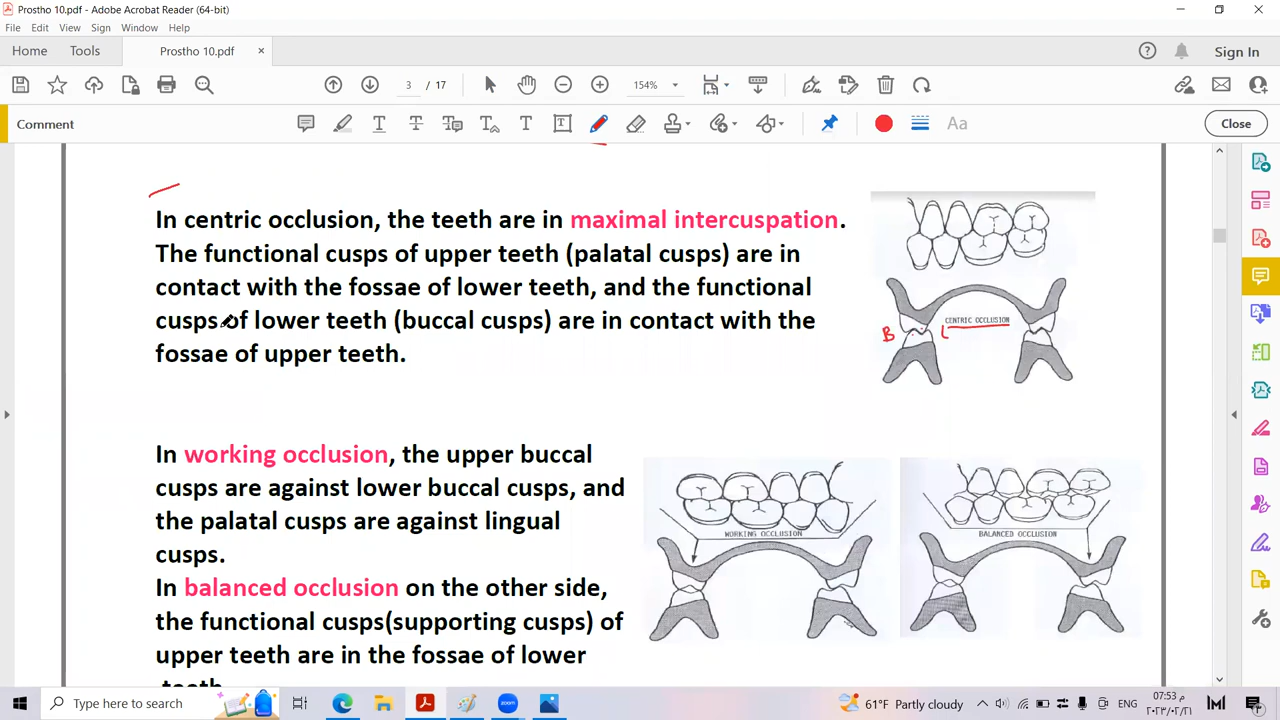 Prostho 10.pdf - Adobe Acrobat Reader (64-bit)
File Edit View Sign Window Help
Home Tools Prostho 10.pdf × Sign In
3 / 17 154%
Comment Aa Close
In centric occlusion, the teeth are in maximal intercuspation.
The functional cusps of upper teeth (palatal cusps) are in
contact with the fossae of lower teeth, and the functional
cusps of lower teeth (buccal cusps) are in contact with the
fossae of upper teeth.
CENTRIC OCCLUSION
B L
In working occlusion, the upper buccal
cusps are against lower buccal cusps, and
the palatal cusps are against lingual
cusps.
In balanced occlusion on the other side,
the functional cusps(supporting cusps) of
upper teeth are in the fossae of lower
teeth
WORKING OCCLUSION
BALANCED OCCLUSION
Type here to search
61°F Partly cloudy
07:53 م